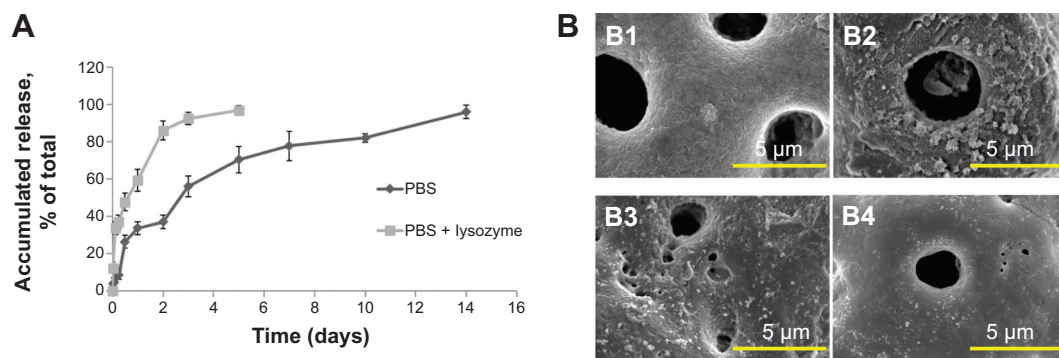 A
Accumulated release,
% of total
120
100
80
60
40
20
0
0 2 4 6 8 10 12 14 16
Time (days)
PBS
PBS + lysozyme
B
B1
5 µm
B2
5 µm
B3
5 µm
B4
5 µm